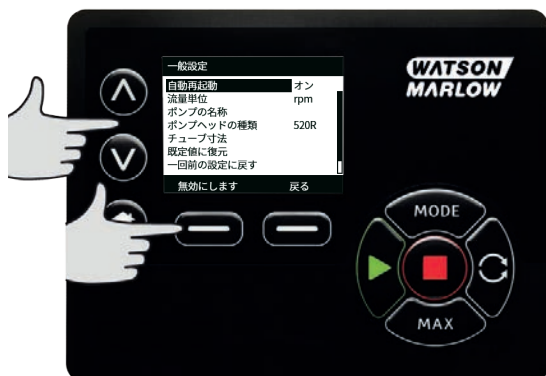 一般設定
自動再起動 オン
流量単位 rpm
ポンプの名称
ポンプヘッドの種類 520R
チューブ寸法
既定値に復元
一回前の設定に戻す
無効にします 戻る
WATSON
MARLOW
MODE
MAX